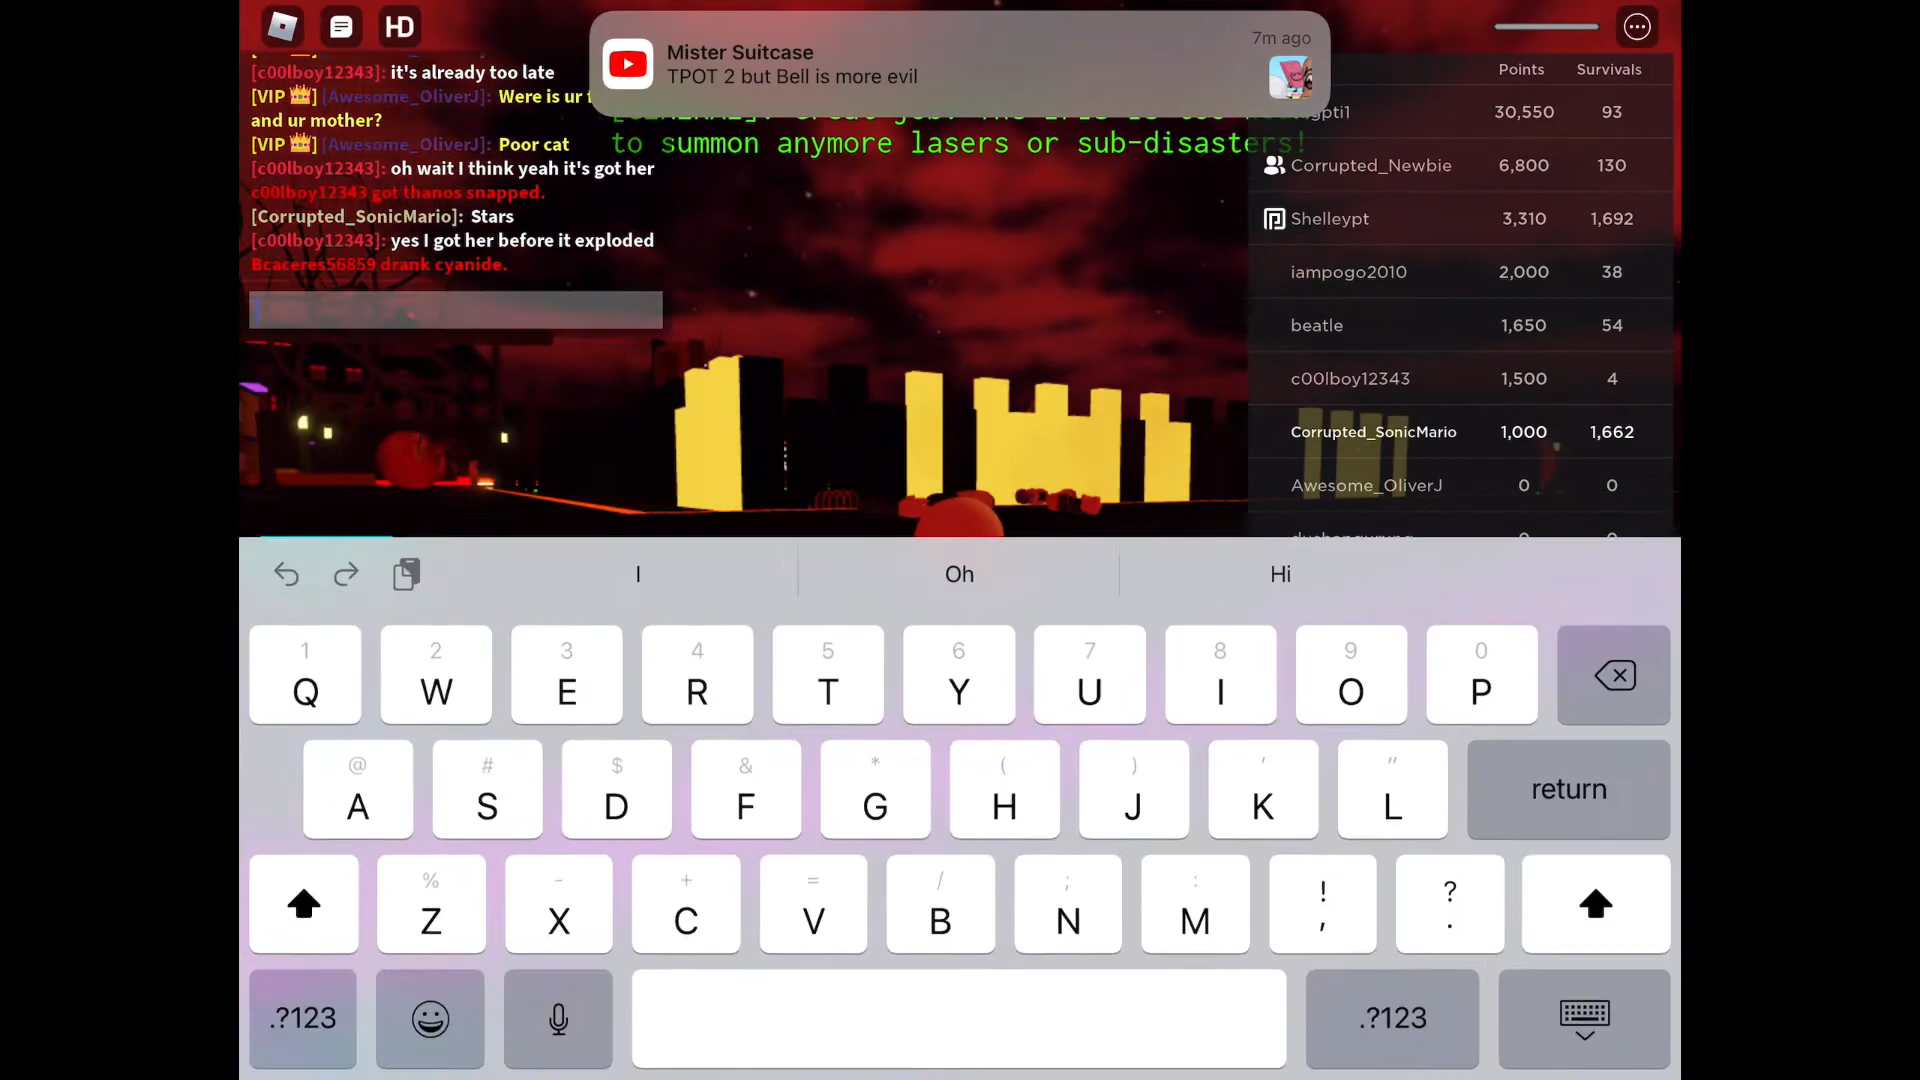 HD
Mister Suitcase
7m ago
TPOT 2 but Bell is more evil
[c00lboy12343]: it's already too late
[VIP 👑] [Awesome_OliverJ]: Were is ur
and ur mother?
[VIP 👑] [Awesome_OliverJ]: Poor cat
[c00lboy12343]: oh wait I think yeah it's got her
c00lboy12343 got thanos snapped.
[Corrupted_SonicMario]: Stars
[c00lboy12343]: yes I got her before it exploded
Bcaceres56859 drank cyanide.
to summon anymore lasers or sub-disasters!
Points Survivals
30,550 93
Corrupted_Newbie 6,800 130
Shelleypt 3,310 1,692
iampogo2010 2,000 38
beatle 1,650 54
c00lboy12343 1,500 4
Corrupted_SonicMario 1,000 1,662
Awesome_OliverJ 0 0
I Oh Hi
1 2 3 4 5 6 7 8 9 0
Q W E R T Y U I O P
@ # $ & * ( ) ' "
A S D F G H J K L return
% - + = / ; : ! ?
Z X C V B N M , .
.?123 .?123